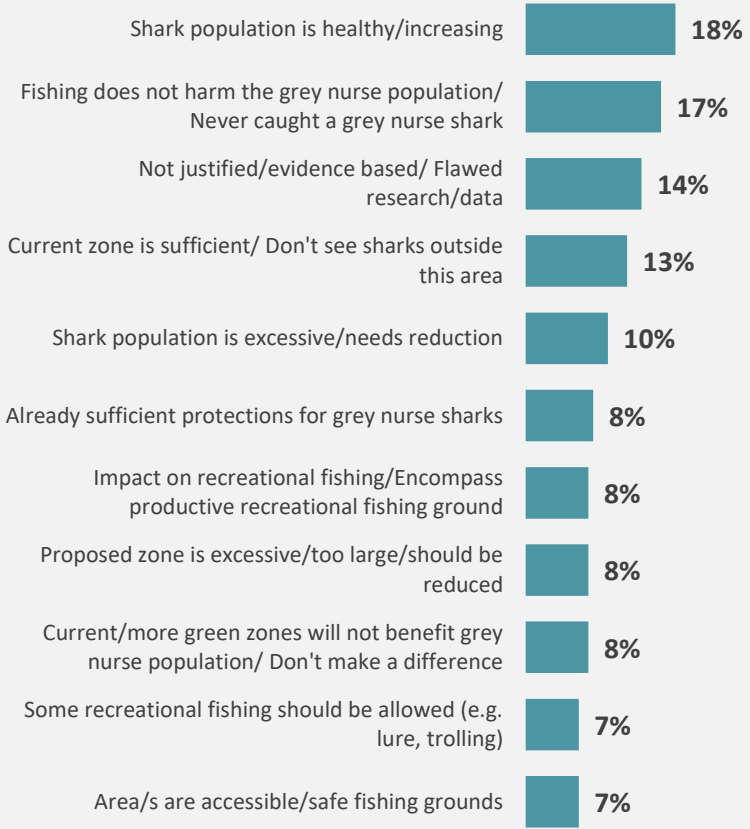 Shark population is healthy/increasing
18%
Fishing does not harm the grey nurse population/
Never caught a grey nurse shark
17%
Not justified/evidence based/ Flawed
research/data
14%
Current zone is sufficient/ Don't see sharks outside
this area
13%
Shark population is excessive/needs reduction
10%
Already sufficient protections for grey nurse sharks
8%
Impact on recreational fishing/Encompass
productive recreational fishing ground
8%
Proposed zone is excessive/too large/should be
reduced
8%
Current/more green zones will not benefit grey
nurse population/ Don't make a difference
8%
Some recreational fishing should be allowed (e.g.
lure, trolling)
7%
Area/s are accessible/safe fishing grounds
7%